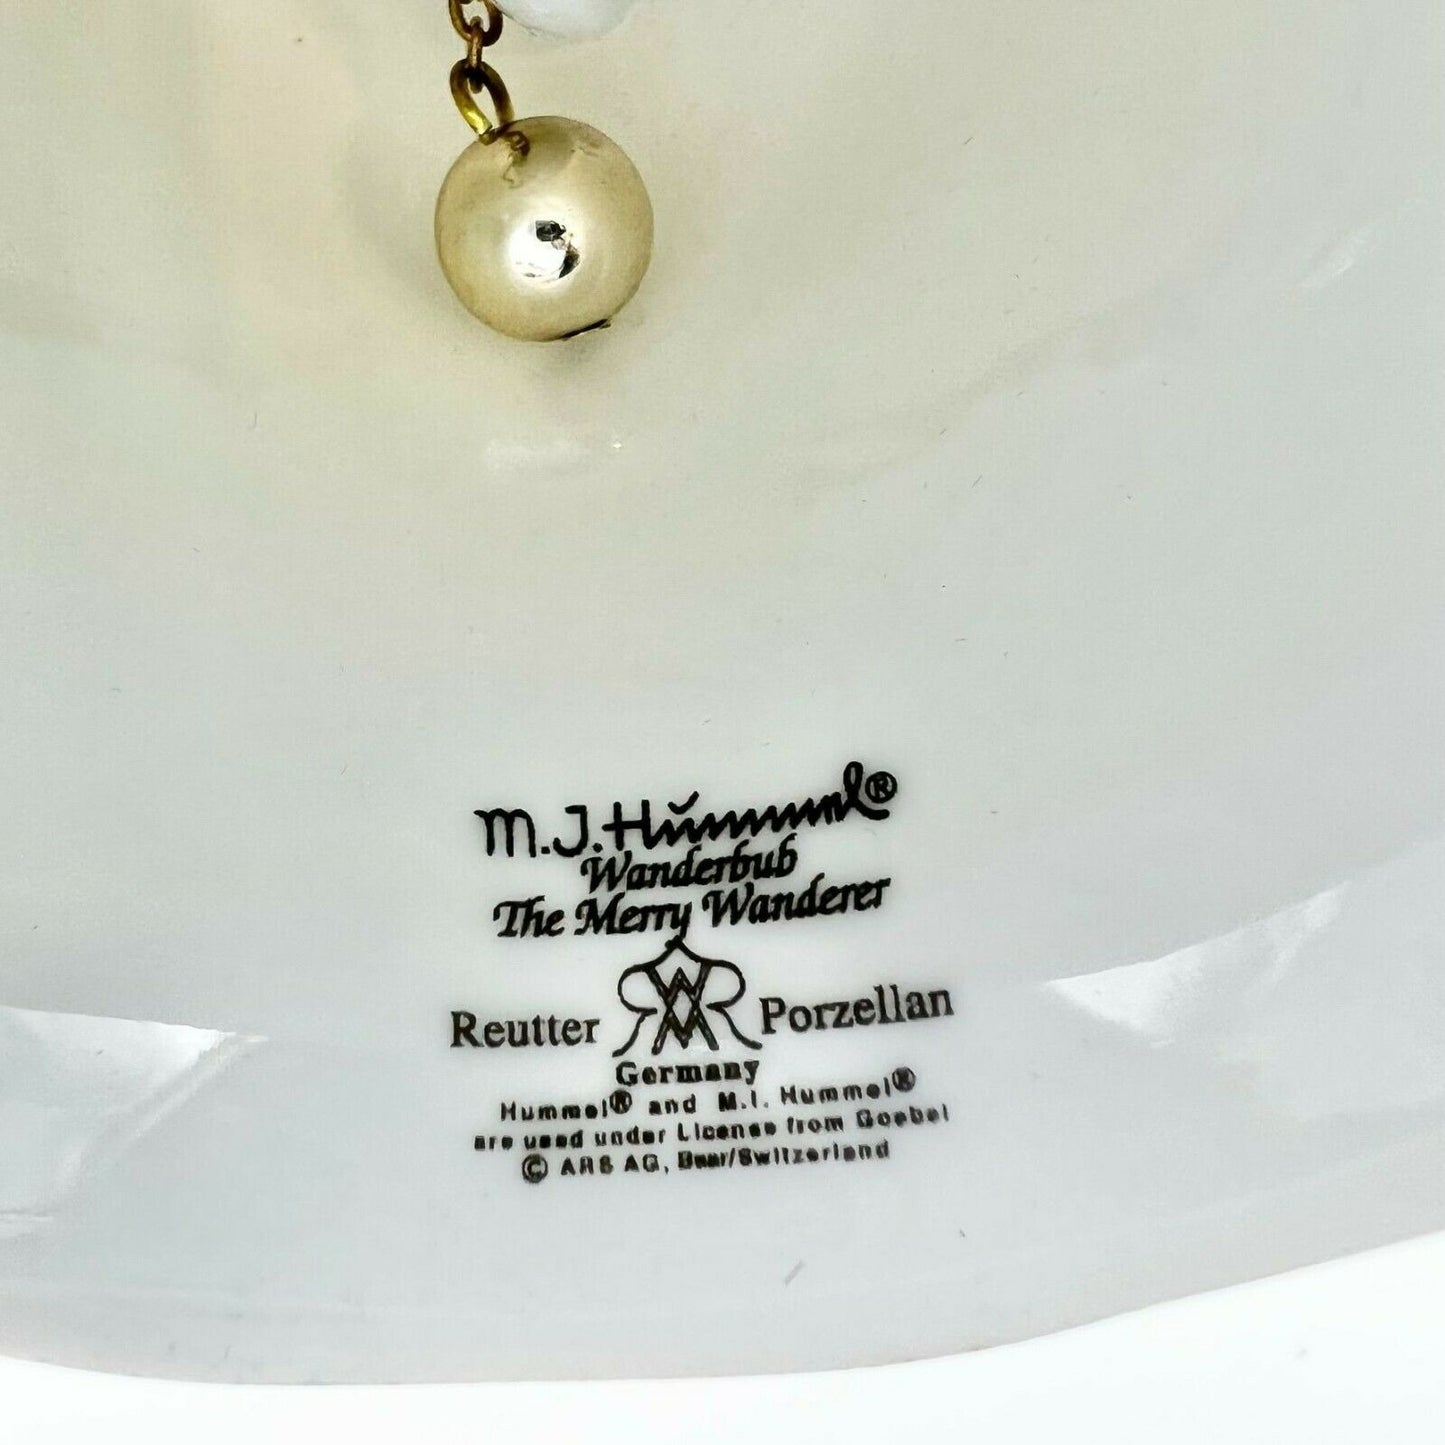 M.J. Hummel®
Wanderbub
The Merry Wanderer
Reutter Porzellan
Germany
Hummel® and M.I. Hummel®
are used under License from Goebel
© ARS AG, Baar/Switzerland